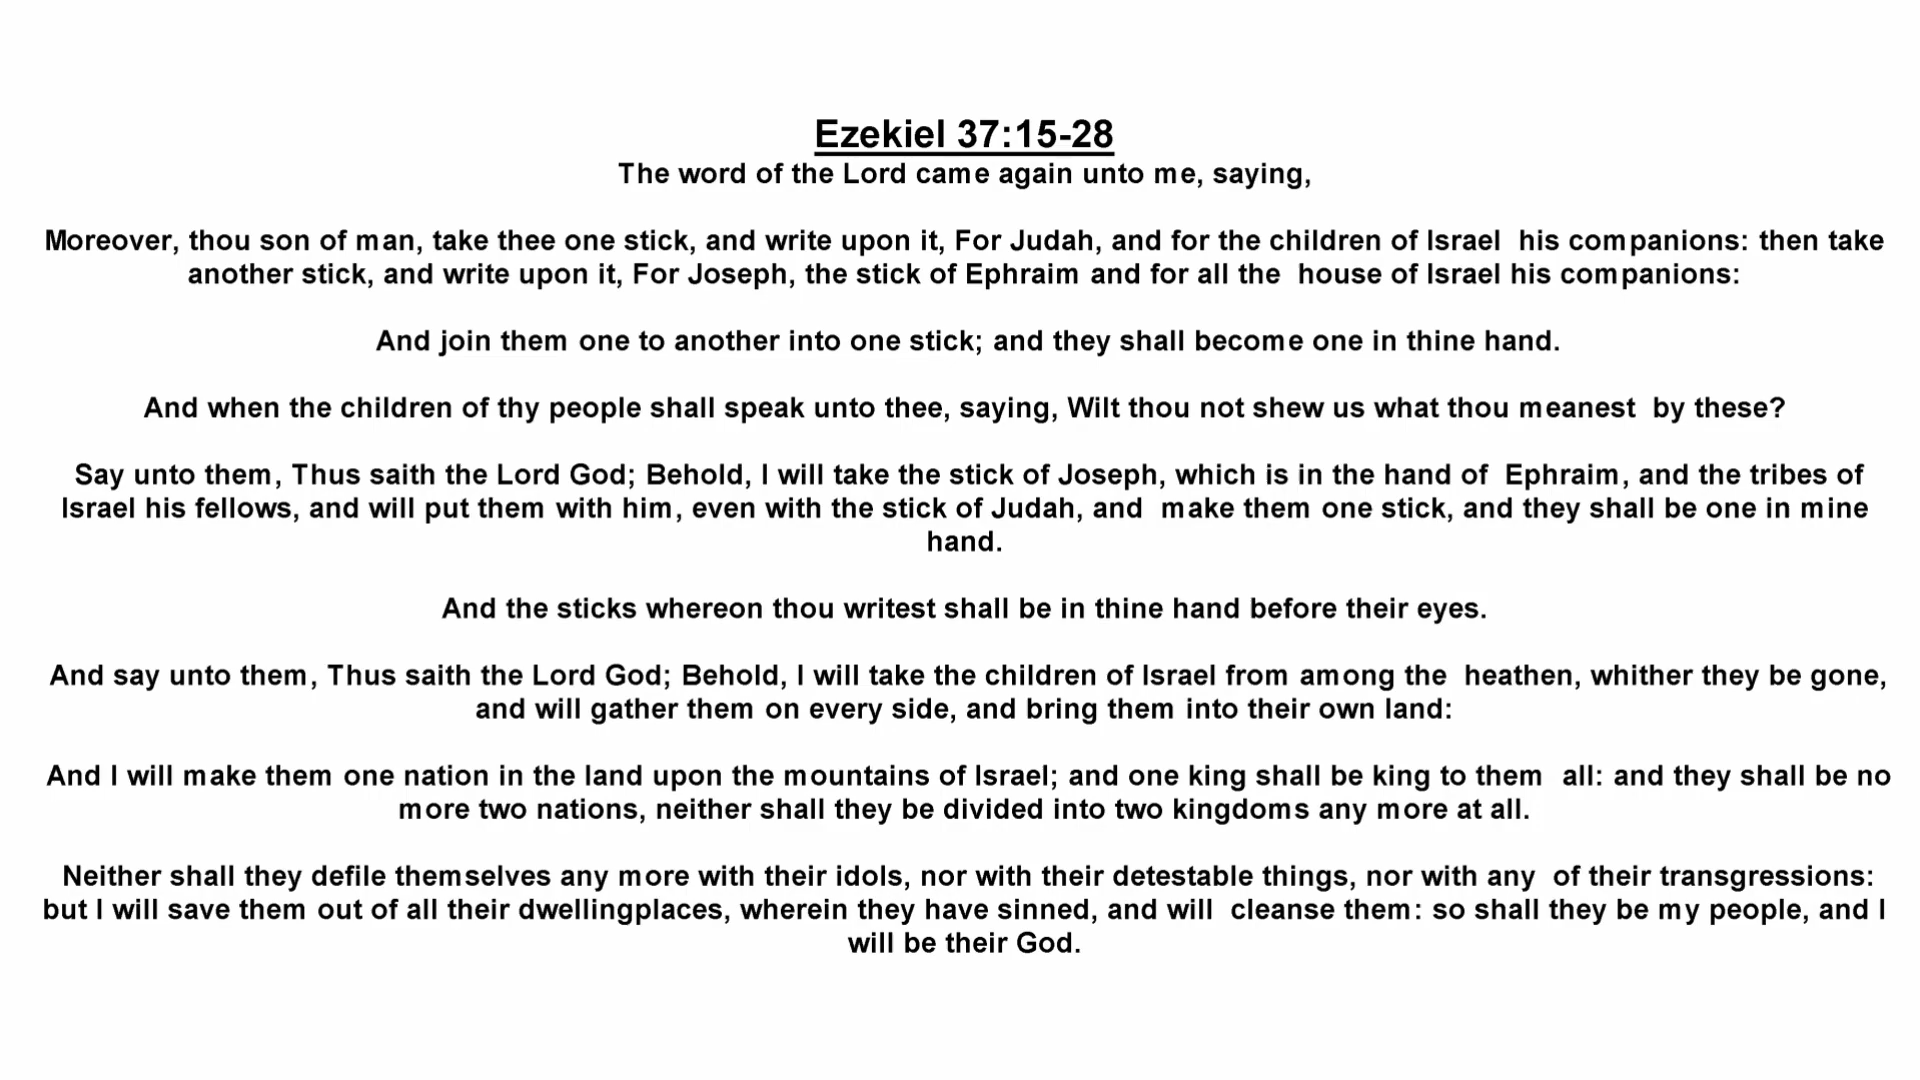 Ezekiel 37:15-28
The word of the Lord came again unto me, saying,
Moreover, thou son of man, take thee one stick, and write upon it, For Judah, and for the children of Israel his companions: then take
another stick, and write upon it, For Joseph, the stick of Ephraim and for all the house of Israel his companions:
And join them one to another into one stick; and they shall become one in thine hand.
And when the children of thy people shall speak unto thee, saying, Wilt thou not shew us what thou meanest by these?
Say unto them, Thus saith the Lord God; Behold, I will take the stick of Joseph, which is in the hand of Ephraim, and the tribes of
Israel his fellows, and will put them with him, even with the stick of Judah, and make them one stick, and they shall be one in mine
hand.
And the sticks whereon thou writest shall be in thine hand before their eyes.
And say unto them, Thus saith the Lord God; Behold, I will take the children of Israel from among the heathen, whither they be gone,
and will gather them on every side, and bring them into their own land:
And I will make them one nation in the land upon the mountains of Israel; and one king shall be king to them all: and they shall be no
more two nations, neither shall they be divided into two kingdoms any more at all.
Neither shall they defile themselves any more with their idols, nor with their detestable things, nor with any of their transgressions:
but I will save them out of all their dwellingplaces, wherein they have sinned, and will cleanse them: so shall they be my people, and I
will be their God.